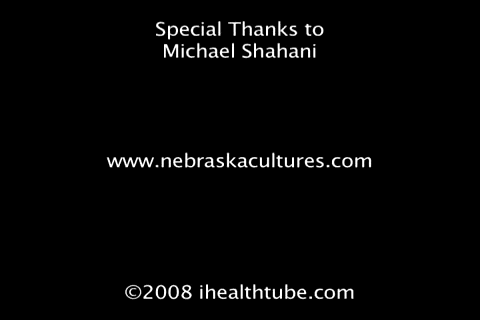 Special Thanks to
Michael Shahani
www.nebraskacultures.com
©2008 ihealthtube.com